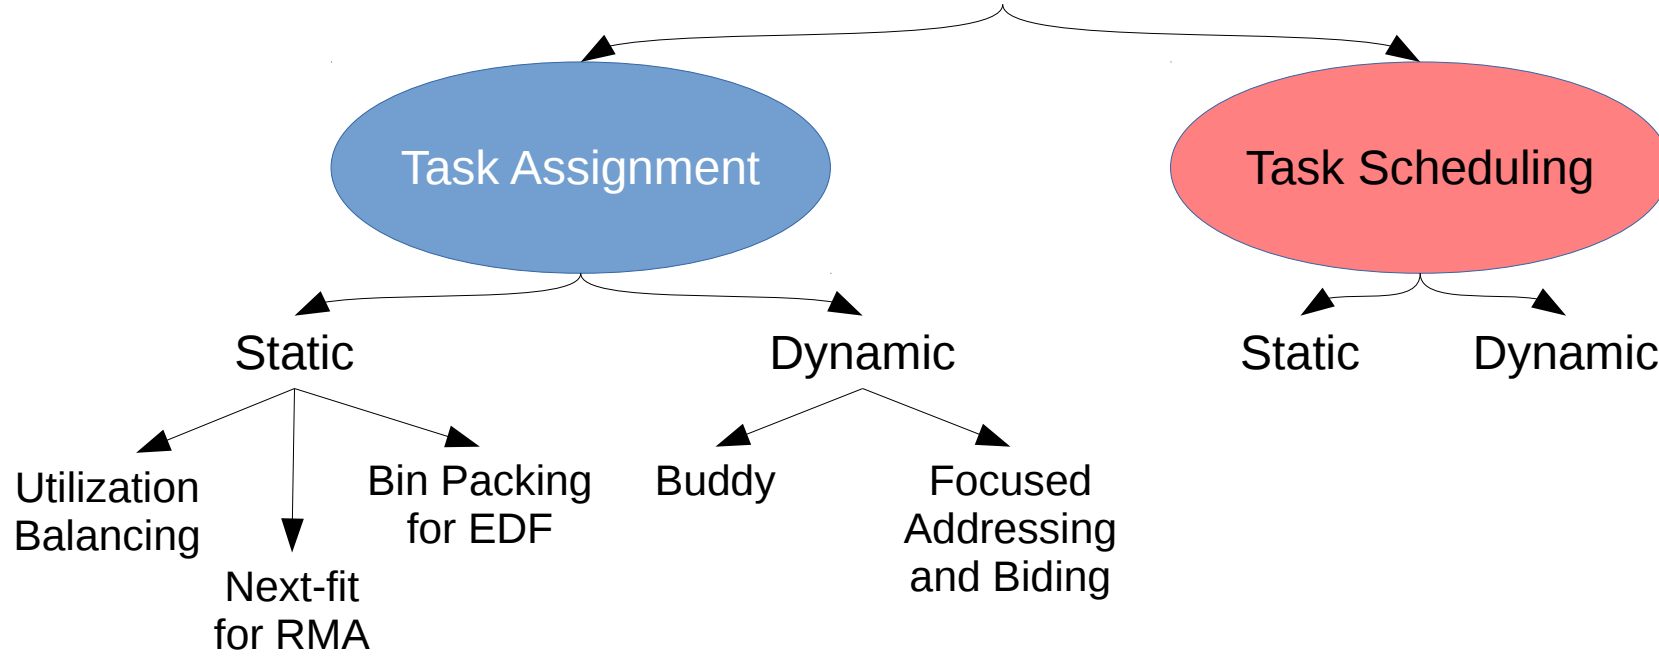 Task Assignment
Task Scheduling
Static
Dynamic
Static
Dynamic
Utilization
Balancing
Next-fit
for RMA
Bin Packing
for EDF
Buddy
Focused
Addressing
and Biding